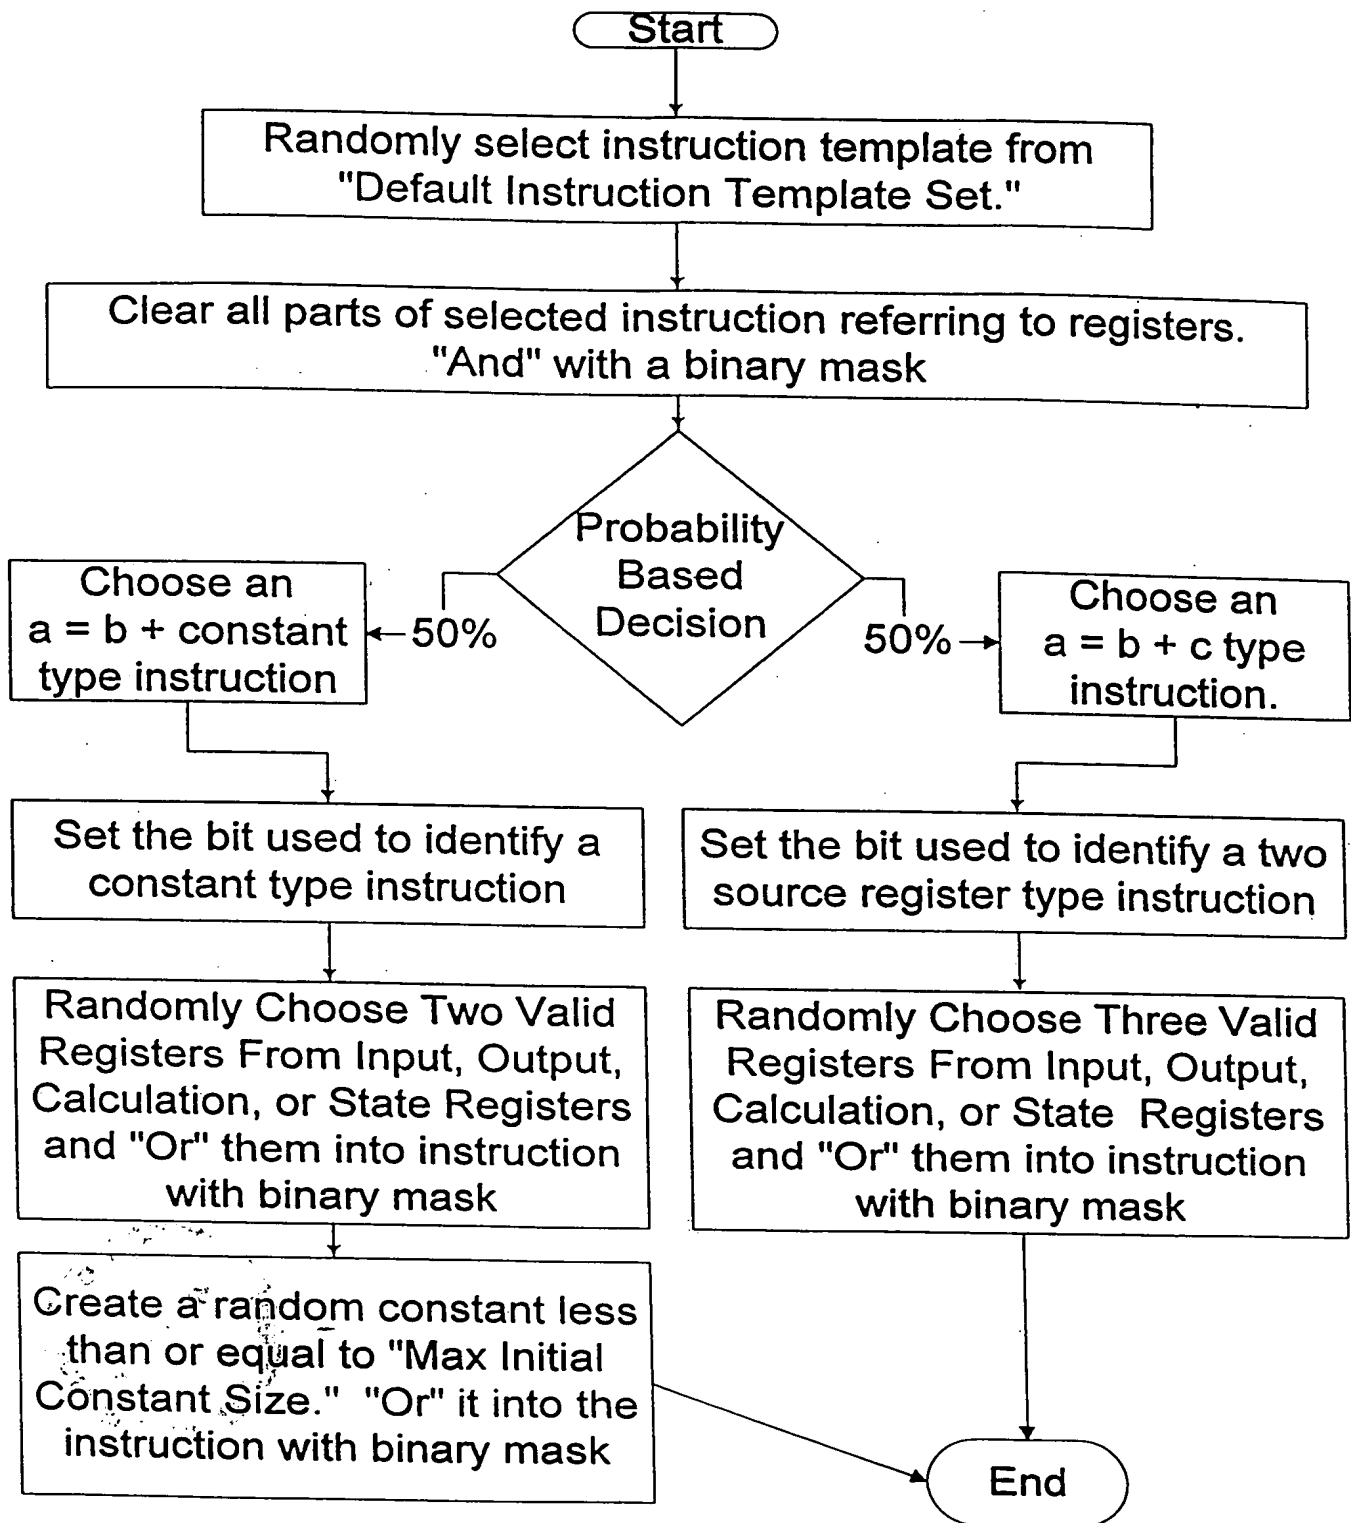 Start
Randomly select instruction template from
"Default Instruction Template Set."
Clear all parts of selected instruction referring to registers.
"And" with a binary mask
Probability
Based
Decision
50%
50%
Choose an
a = b + constant
type instruction
Choose an
a = b + c type
instruction.
Set the bit used to identify a
constant type instruction
Set the bit used to identify a two
source register type instruction
Randomly Choose Two Valid
Registers From Input, Output,
Calculation, or State Registers
and "Or" them into instruction
with binary mask
Randomly Choose Three Valid
Registers From Input, Output,
Calculation, or State Registers
and "Or" them into instruction
with binary mask
Create a random constant less
than or equal to "Max Initial
Constant Size." "Or" it into the
instruction with binary mask
End